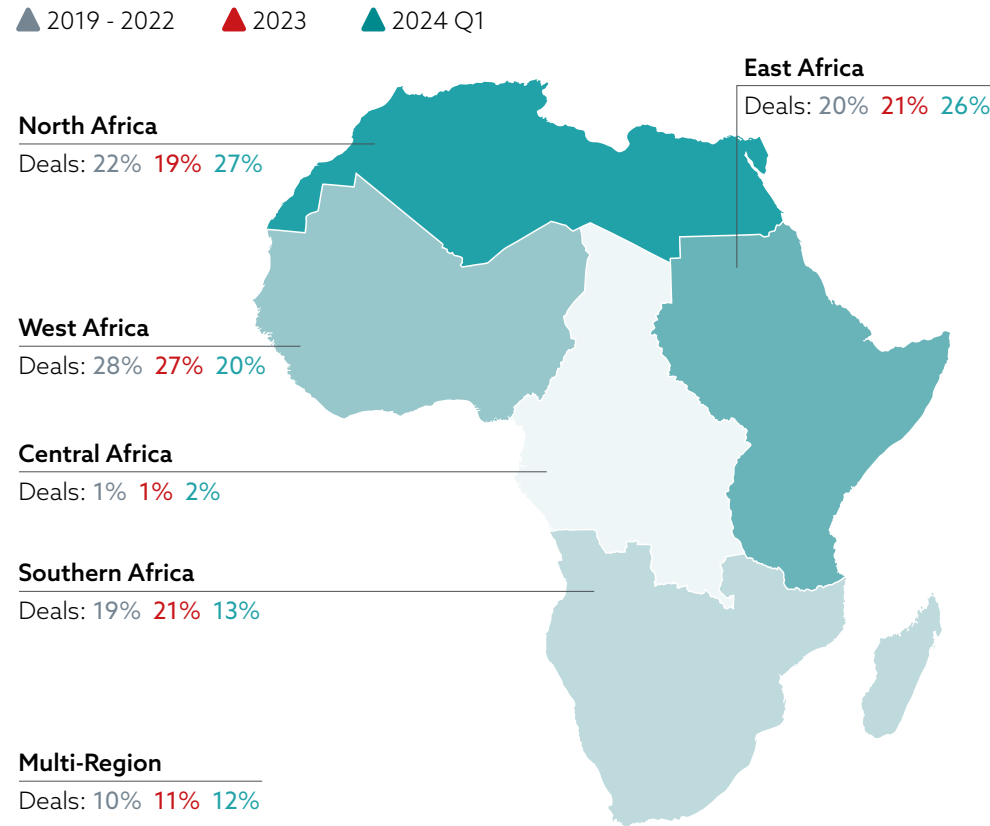 2019 - 2022 2023 2024 Q1
East Africa
Deals: 20% 21% 26%
North Africa
Deals: 22% 19% 27%
West Africa
Deals: 28% 27% 20%
Central Africa
Deals: 1% 1% 2%
Southern Africa
Deals: 19% 21% 13%
Multi-Region
Deals: 10% 11% 12%